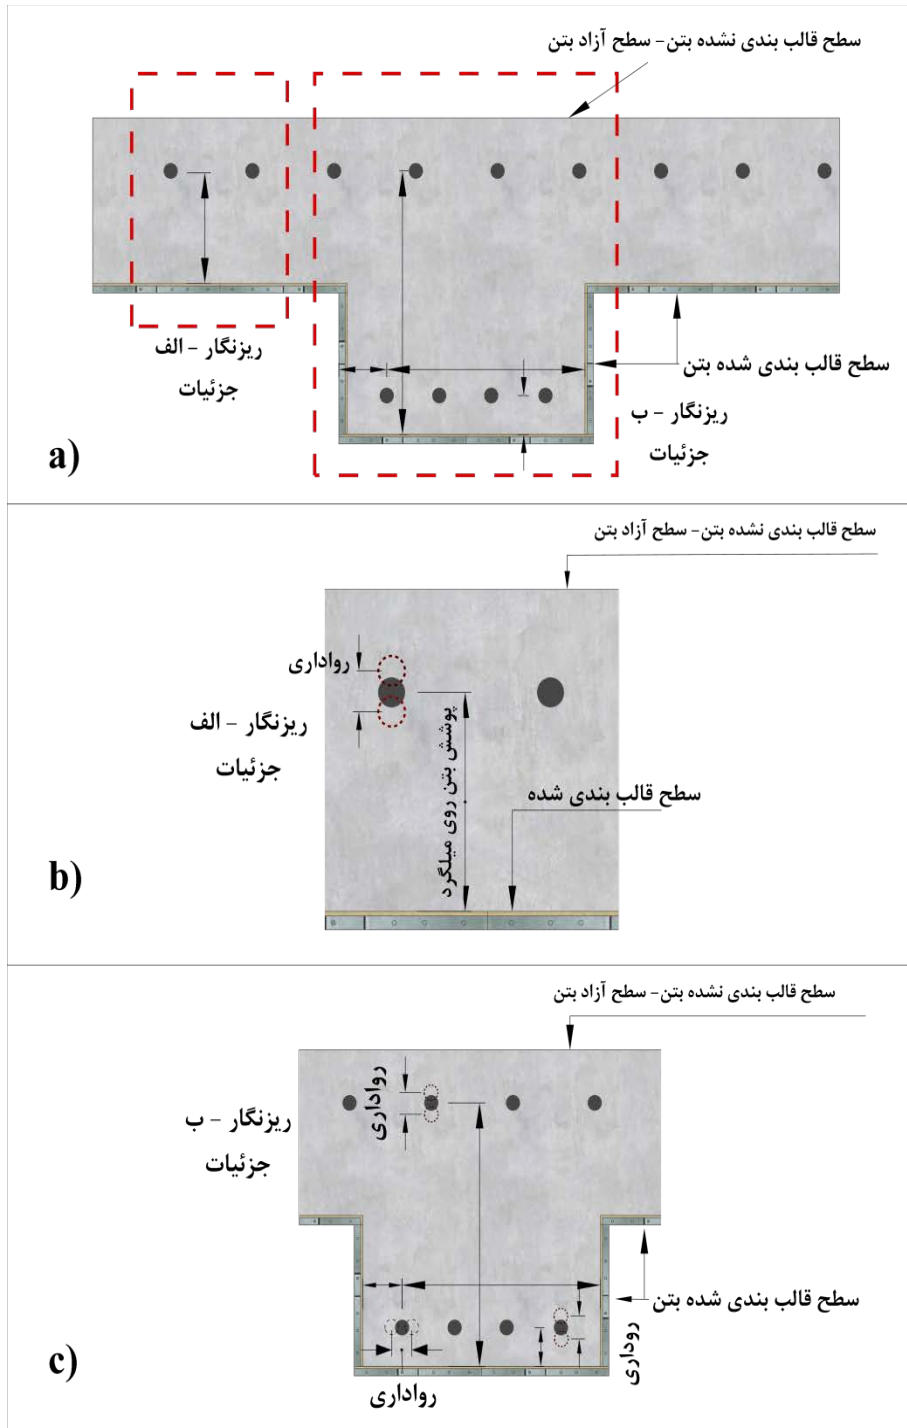 سطح قالب بندی نشده بتن- سطح آزاد بتن
ریزنگار - الف
جزئیات
سطح قالب بندی شده بتن
ریزنگار - ب
جزئیات
a)
سطح قالب بندی نشده بتن- سطح آزاد بتن
رواداری
ریزنگار - الف
جزئیات
پوشش بتن روی میلگرد
سطح قالب بندی شده
b)
سطح قالب بندی نشده بتن- سطح آزاد بتن
رواداری
ریزنگار - ب
جزئیات
سطح قالب بندی شده بتن
روداری
رواداری
c)